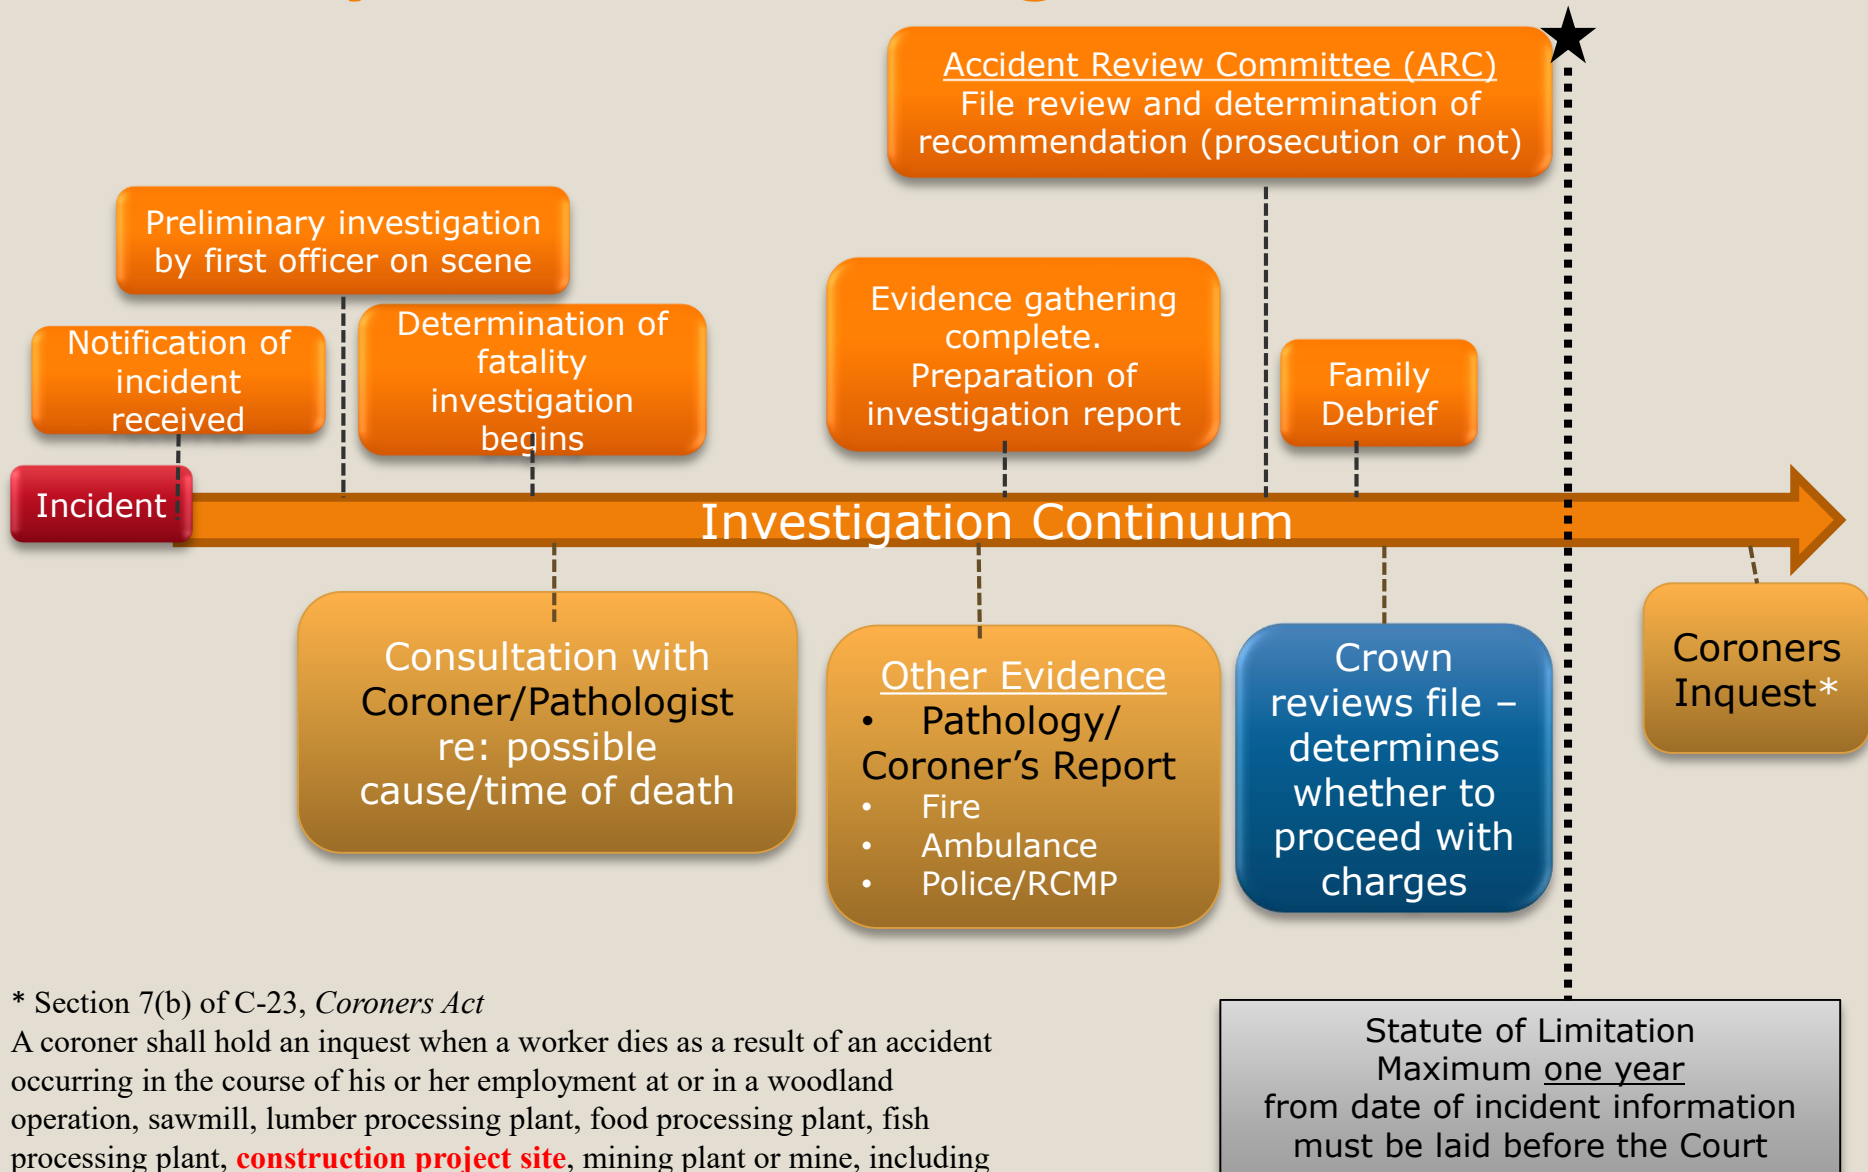 Accident Review Committee (ARC)
File review and determination of
recommendation (prosecution or not)
Preliminary investigation
by first officer on scene
Notification of
incident
received
Determination of
fatality
investigation
begins
Evidence gathering
complete.
Preparation of
investigation report
Family
Debrief
Incident
Investigation Continuum
Consultation with
Coroner/Pathologist
re: possible
cause/time of death
Other Evidence
• Pathology/
Coroner’s Report
• Fire
• Ambulance
• Police/RCMP
Crown
reviews file –
determines
whether to
proceed with
charges
Coroners
Inquest*
* Section 7(b) of C-23, Coroners Act
A coroner shall hold an inquest when a worker dies as a result of an accident
occurring in the course of his or her employment at or in a woodland
operation, sawmill, lumber processing plant, food processing plant, fish
processing plant, construction project site, mining plant or mine, including
Statute of Limitation
Maximum one year
from date of incident information
must be laid before the Court